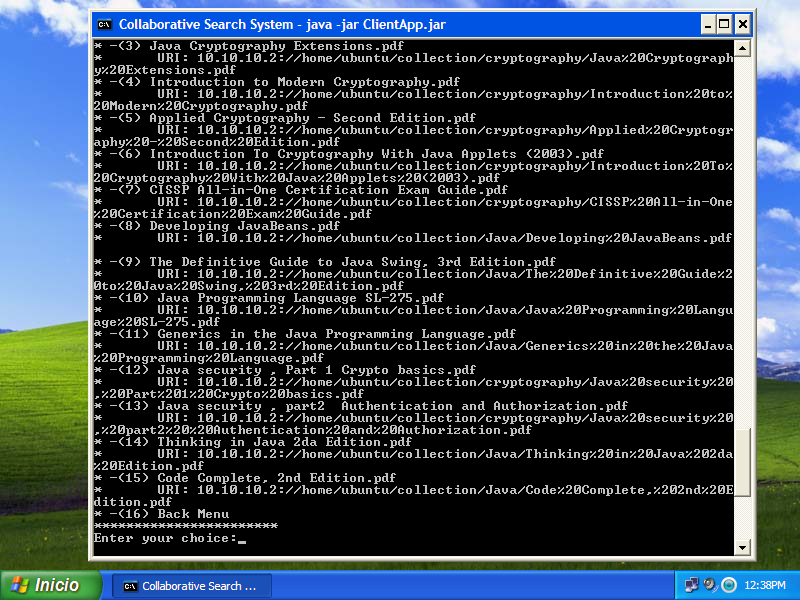 Collaborative Search System - java -jar ClientApp.jar
* -(3) Java Cryptography Extensions.pdf
*       URI: 10.10.10.2://home/ubuntu/collection/cryptography/Java%20Cryptograph
y%20Extensions.pdf
* -(4) Introduction to Modern Cryptography.pdf
*       URI: 10.10.10.2://home/ubuntu/collection/cryptography/Introduction%20to%
20Modern%20Cryptography.pdf
* -(5) Applied Cryptography - Second Edition.pdf
*       URI: 10.10.10.2://home/ubuntu/collection/cryptography/Applied%20Cryptogr
aphy%20-%20Second%20Edition.pdf
* -(6) Introduction To Cryptography With Java Applets (2003).pdf
*       URI: 10.10.10.2://home/ubuntu/collection/cryptography/Introduction%20To%
20Cryptography%20With%20Java%20Applets%20(2003).pdf
* -(7) CISSP All-in-One Certification Exam Guide.pdf
*       URI: 10.10.10.2://home/ubuntu/collection/cryptography/CISSP%20All-in-One
%20Certification%20Exam%20Guide.pdf
* -(8) Developing JavaBeans.pdf
*       URI: 10.10.10.2://home/ubuntu/collection/Java/Developing%20JavaBeans.pdf
* -(9) The Definitive Guide to Java Swing, 3rd Edition.pdf
*       URI: 10.10.10.2://home/ubuntu/collection/Java/The%20Definitive%20Guide%2
0to%20Java%20Swing,%203rd%20Edition.pdf
* -(10) Java Programming Language SL-275.pdf
*       URI: 10.10.10.2://home/ubuntu/collection/Java/Java%20Programming%20Langu
age%20SL-275.pdf
* -(11) Generics in the Java Programming Language.pdf
*       URI: 10.10.10.2://home/ubuntu/collection/Java/Generics%20in%20the%20Java
%20Programming%20Language.pdf
* -(12) Java security , Part 1 Crypto basics.pdf
*       URI: 10.10.10.2://home/ubuntu/collection/cryptography/Java%20security%20
,%20Part%201%20Crypto%20basics.pdf
* -(13) Java security , part2  Authentication and Authorization.pdf
*       URI: 10.10.10.2://home/ubuntu/collection/cryptography/Java%20security%20
,%20part2%20%20Authentication%20and%20Authorization.pdf
* -(14) Thinking in Java 2da Edition.pdf
*       URI: 10.10.10.2://home/ubuntu/collection/Java/Thinking%20in%20Java%202da
%20Edition.pdf
* -(15) Code Complete, 2nd Edition.pdf
*       URI: 10.10.10.2://home/ubuntu/collection/Java/Code%20Complete,%202nd%20E
dition.pdf
* -(16) Back Menu
***********************
Enter your choice:_
Inicio
Collaborative Search ...
12:38PM